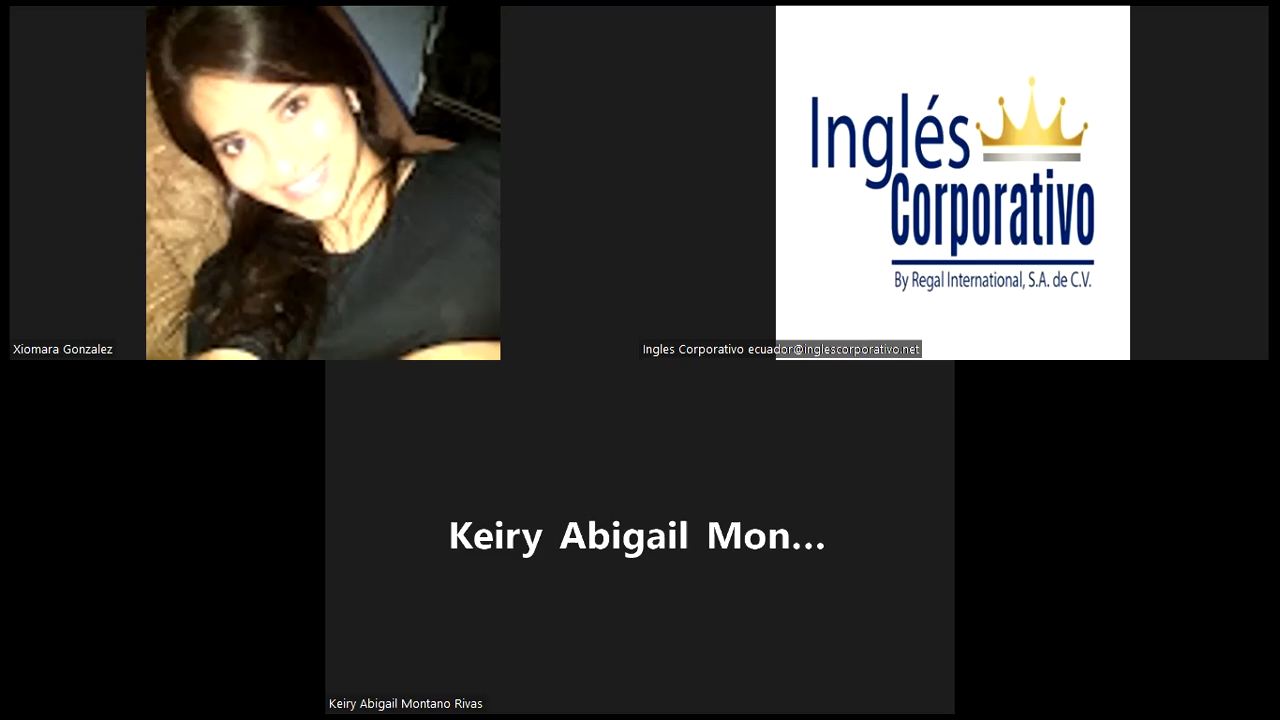 Inglés
Corporativo
By Regal International, S.A. de C.V.
Xiomara Gonzalez
Ingles Corporativo ecuador@inglescorporativo.net
Keiry Abigail Mon...
Keiry Abigail Montano Rivas